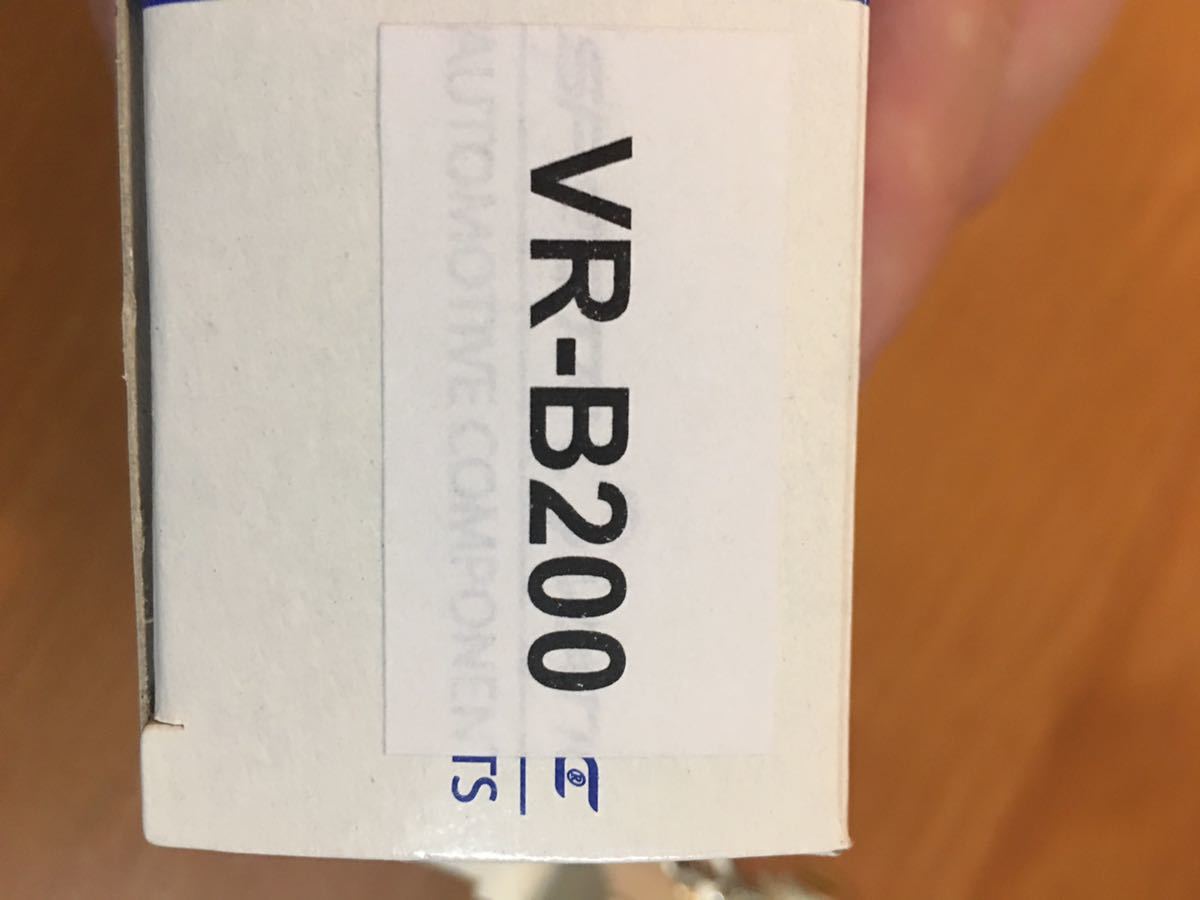 VR-B200
®
AUTOMOTIVE COMPONENTS